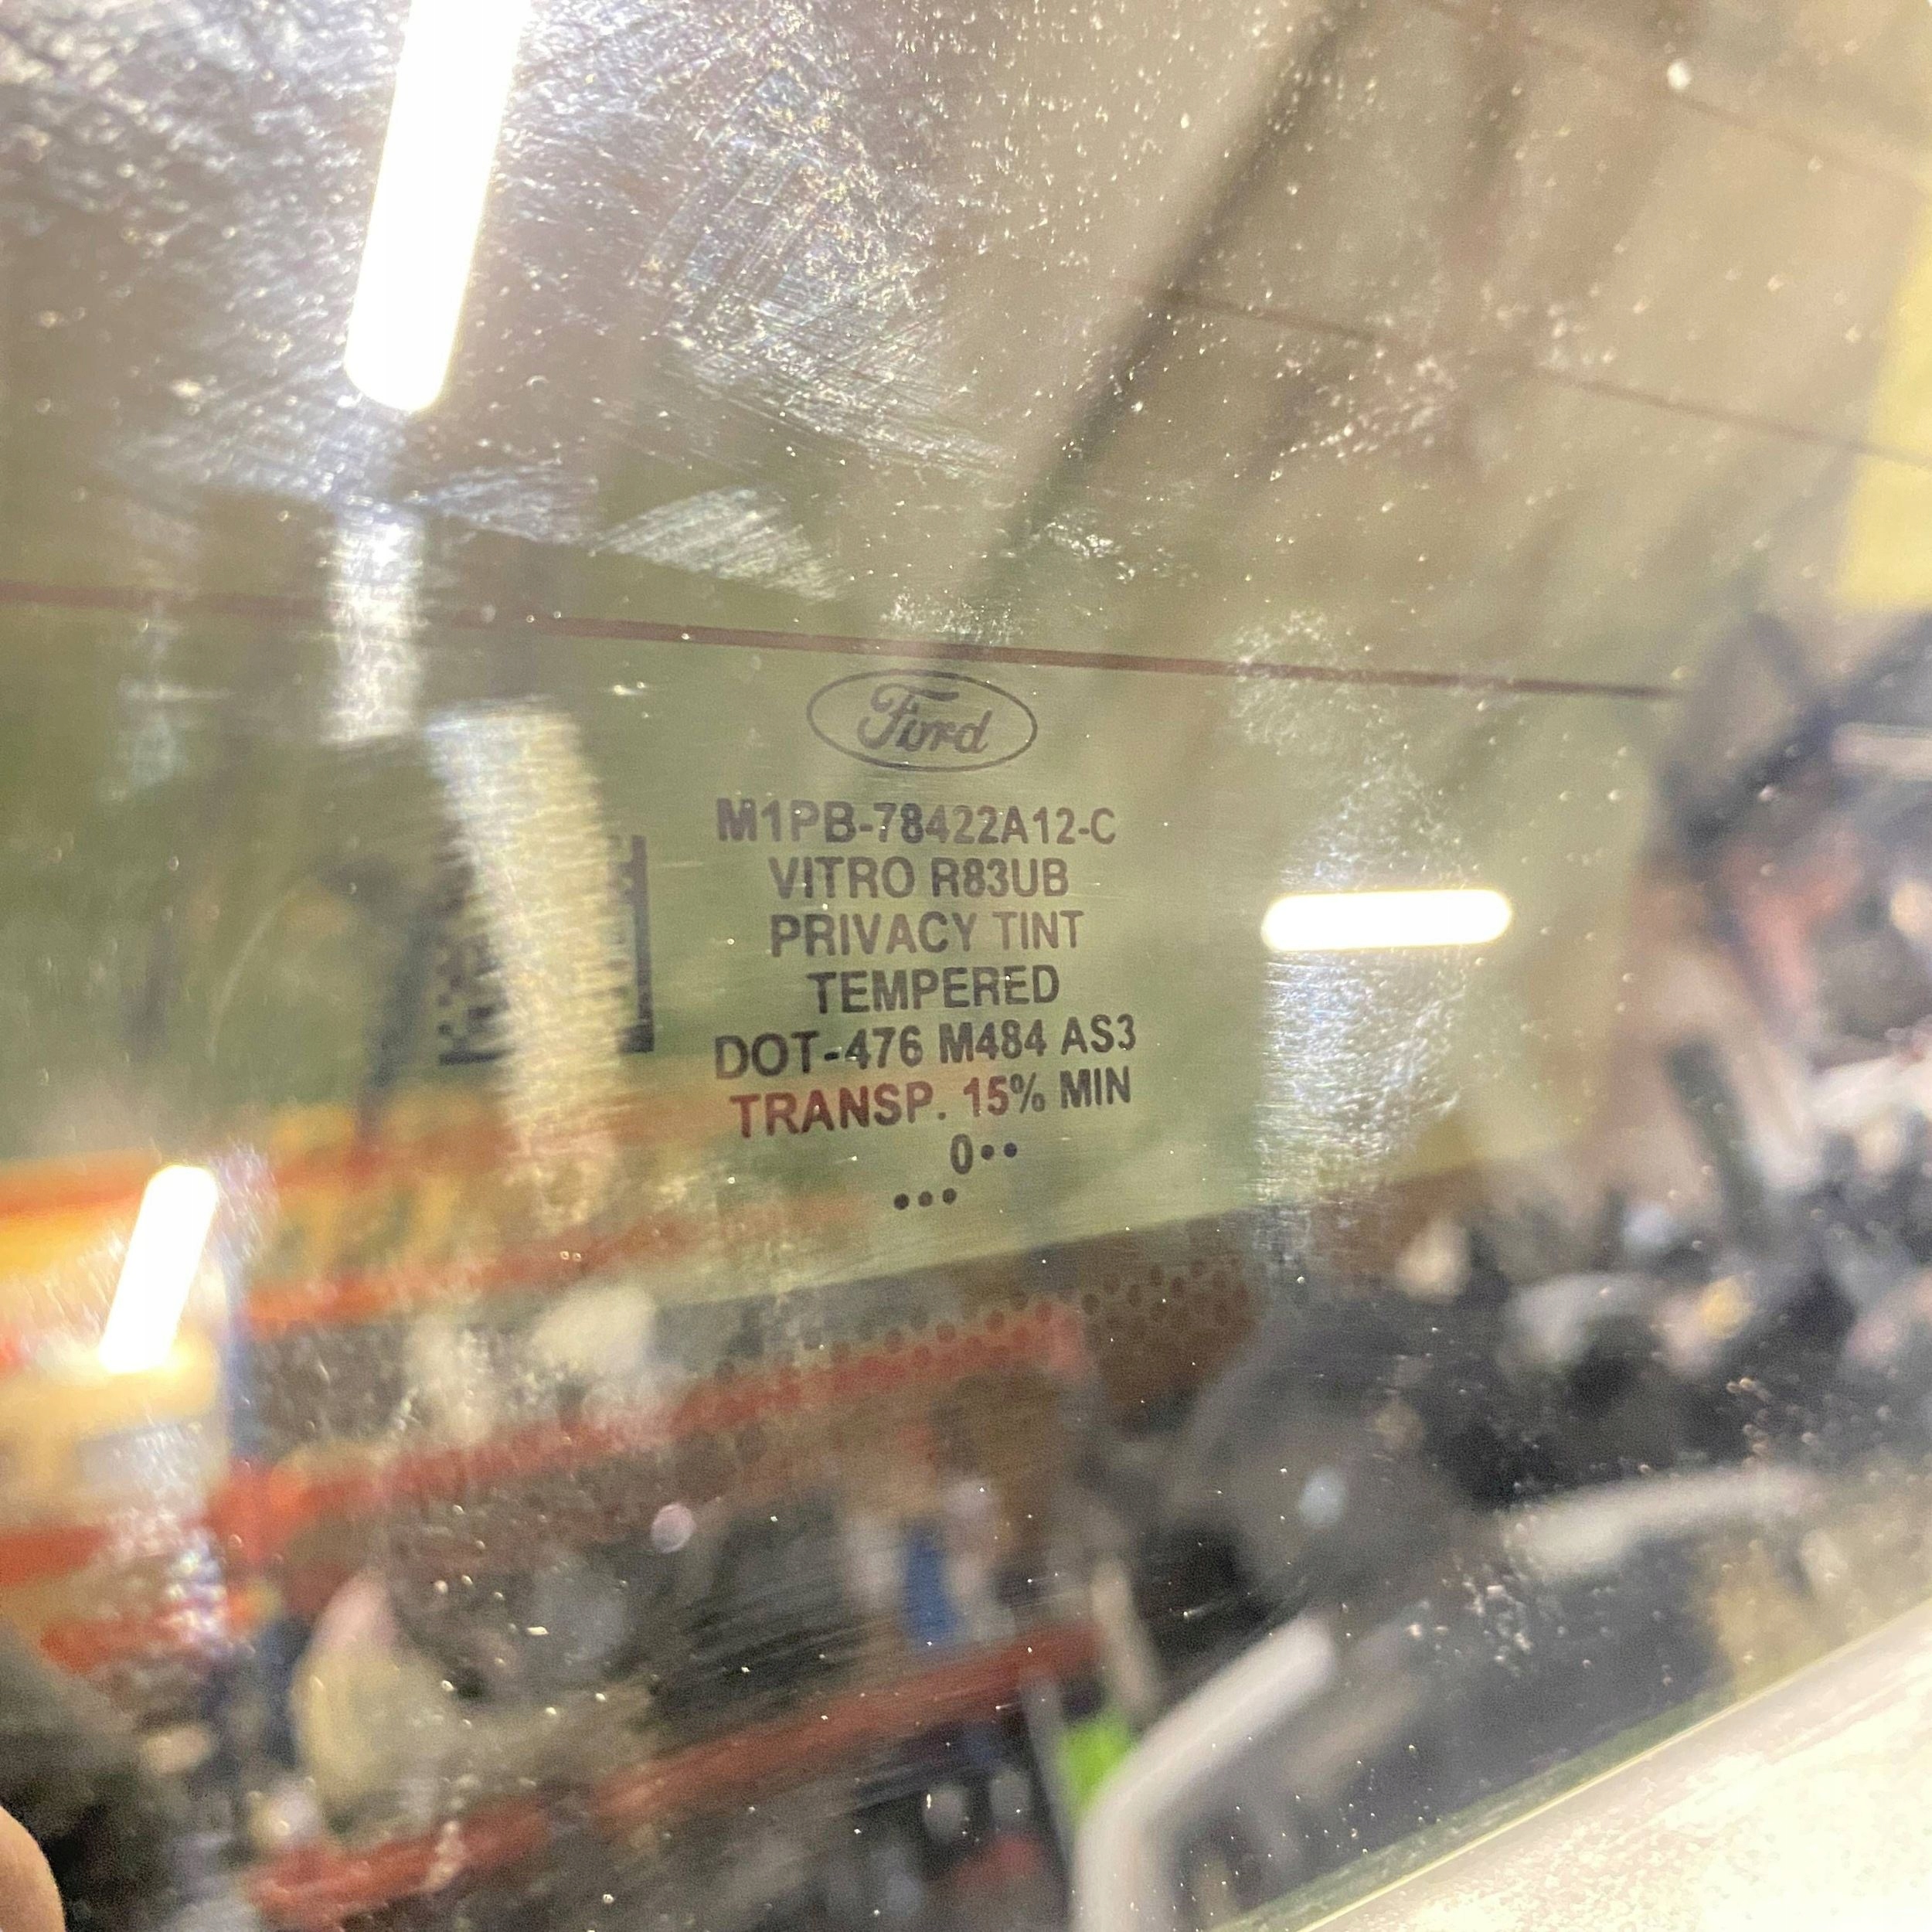 Ford
M1PB-78422A12-C
VITRO R83UB
PRIVACY TINT
TEMPERED
DOT-476 M484 AS3
TRANSP. 15% MIN
0••
•••